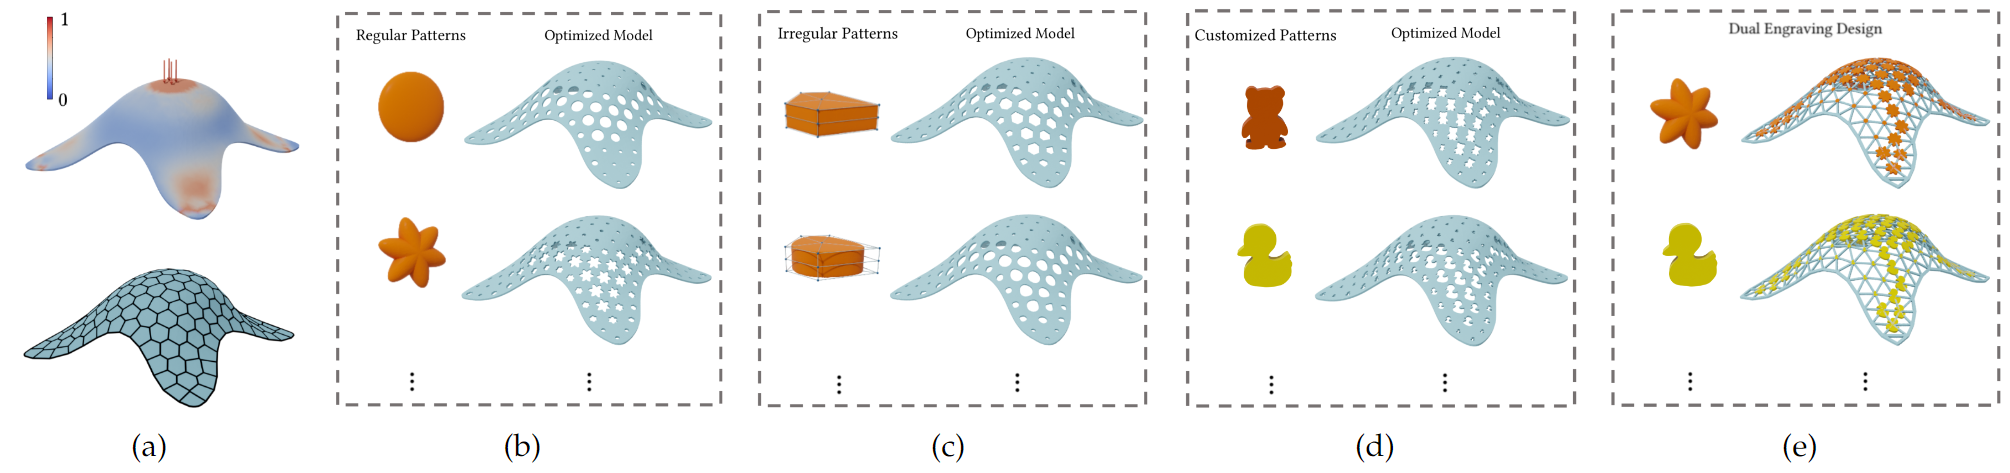 1
0
Regular Patterns
Optimized Model
Irregular Patterns
Optimized Model
Customized Patterns
Optimized Model
Dual Engraving Design
(a)
(b)
(c)
(d)
(e)